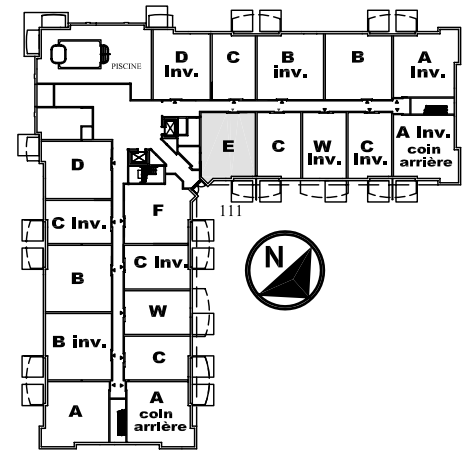 D
Inv.
C
B
inv.
B
A
Inv.
PISCINE
E
C
W
Inv.
C
Inv.
A Inv.
coin
arrière
111
D
F
C Inv.
C Inv.
B
W
B inv.
C
A
A
coin
arrière
N